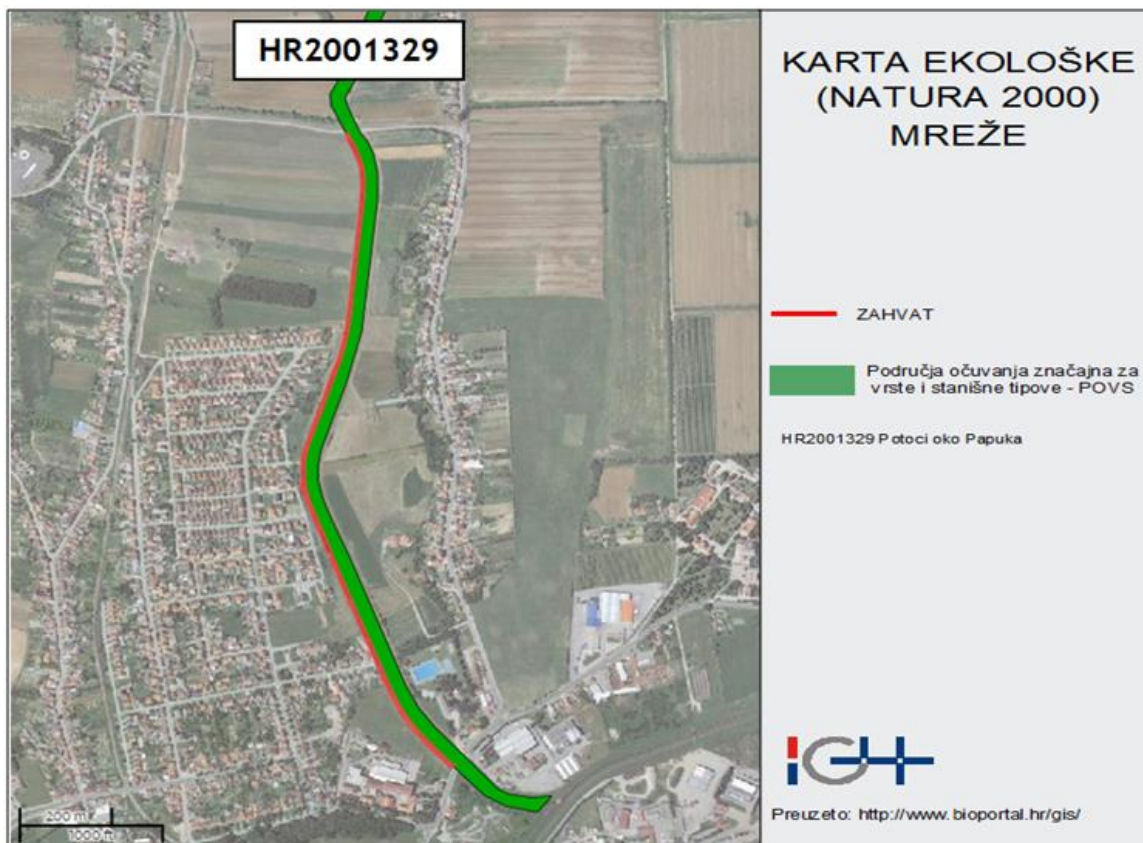 HR2001329
KARTA EKOLOŠKE
(NATURA 2000)
MREŽE
ZAHVAT
Područja očuvanja značajna za
vrste i stanišne tipove - POVS
HR2001329 Potoci oko Papuka
IGH
Preuzeto: http://www.bioportal.hr/gis/
200 m
1000 ft